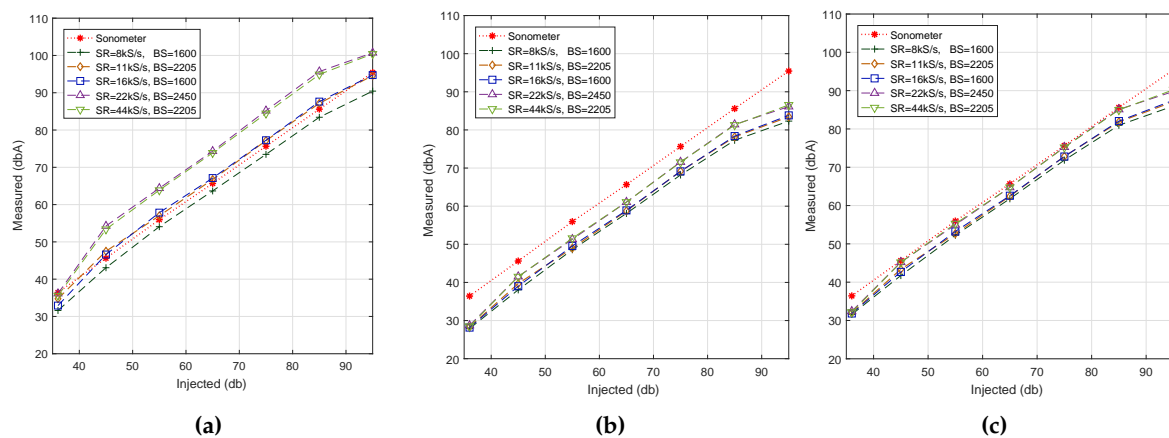 110
100
90
80
70
60
50
40
30
20
Measured (dbA)
Sonometer
SR=8kS/s, BS=1600
SR=11kS/s, BS=2205
SR=16kS/s, BS=1600
SR=22kS/s, BS=2450
SR=44kS/s, BS=2205
40 50 60 70 80 90
Injected (db)
(a)
110
100
90
80
70
60
50
40
30
20
Measured (dbA)
Sonometer
SR=8kS/s, BS=1600
SR=11kS/s, BS=2205
SR=16kS/s, BS=1600
SR=22kS/s, BS=2450
SR=44kS/s, BS=2205
40 50 60 70 80 90
Injected (db)
(b)
110
100
90
80
70
60
50
40
30
20
Measured (dbA)
Sonometer
SR=8kS/s, BS=1600
SR=11kS/s, BS=2205
SR=16kS/s, BS=1600
SR=22kS/s, BS=2450
SR=44kS/s, BS=2205
40 50 60 70 80 90
Injected (db)
(c)